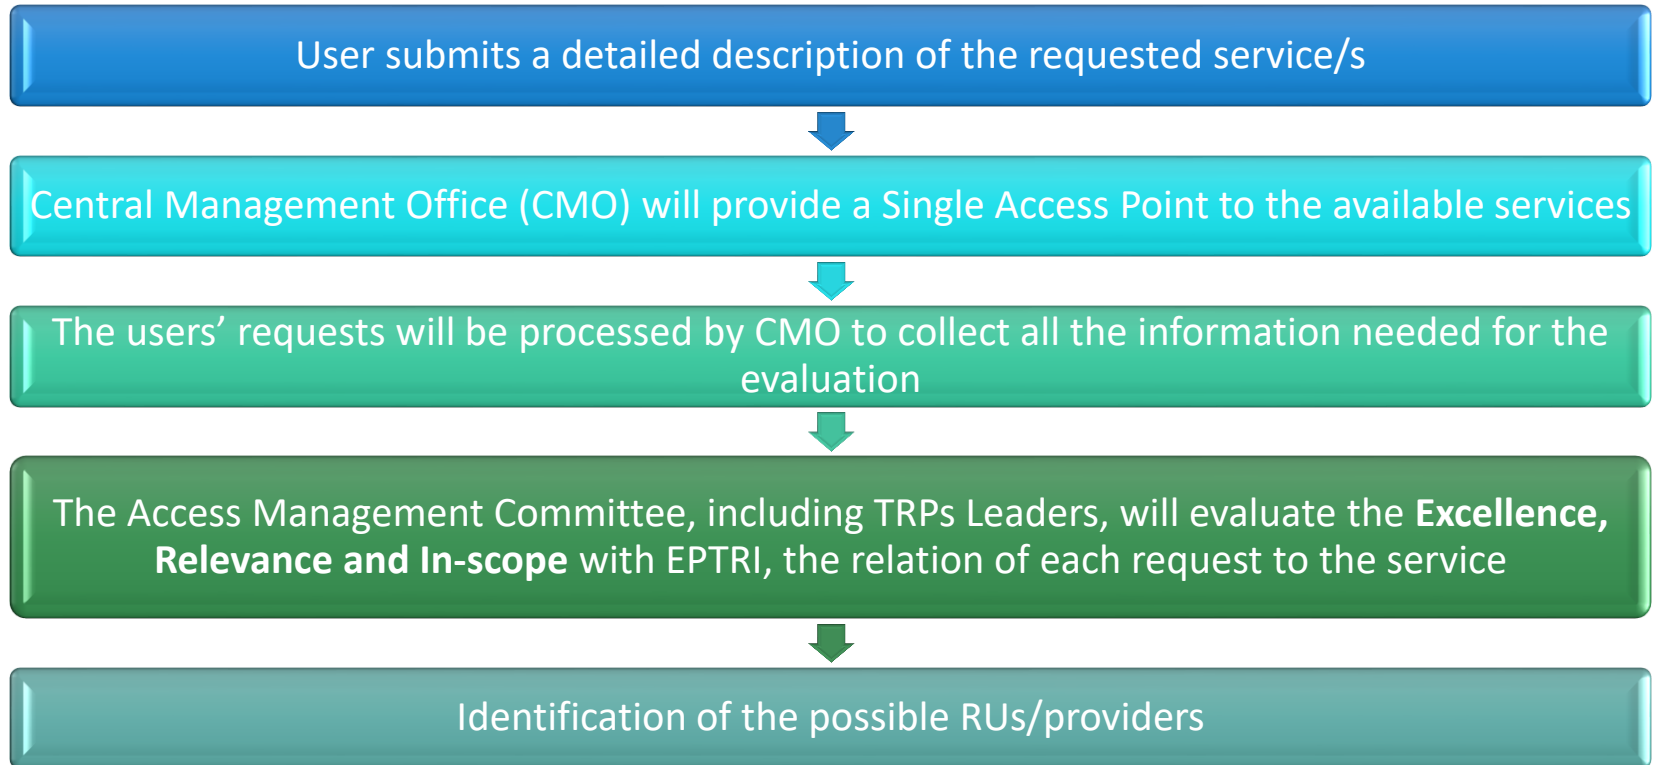 User submits a detailed description of the requested service/s
Central Management Office (CMO) will provide a Single Access Point to the available services
The users’ requests will be processed by CMO to collect all the information needed for the
evaluation
The Access Management Committee, including TRPs Leaders, will evaluate the Excellence,
Relevance and In-scope with EPTRI, the relation of each request to the service
Identification of the possible RUs/providers